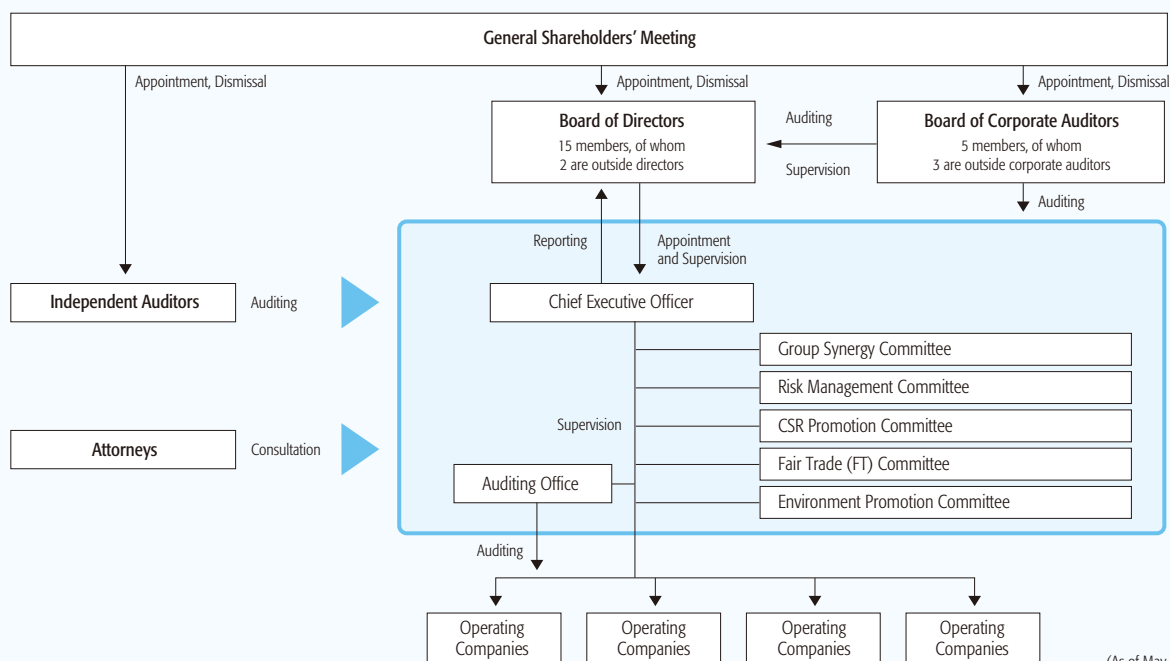 General Shareholders’ Meeting
Appointment, Dismissal
Appointment, Dismissal
Appointment, Dismissal
Board of Directors
15 members, of whom
2 are outside directors
Auditing
Supervision
Board of Corporate Auditors
5 members, of whom
3 are outside corporate auditors
Auditing
Reporting
Appointment
and Supervision
Independent Auditors
Auditing
Chief Executive Officer
Group Synergy Committee
Risk Management Committee
CSR Promotion Committee
Fair Trade (FT) Committee
Environment Promotion Committee
Supervision
Attorneys
Consultation
Auditing Office
Auditing
Operating
Companies
Operating
Companies
Operating
Companies
Operating
Companies
(As of May